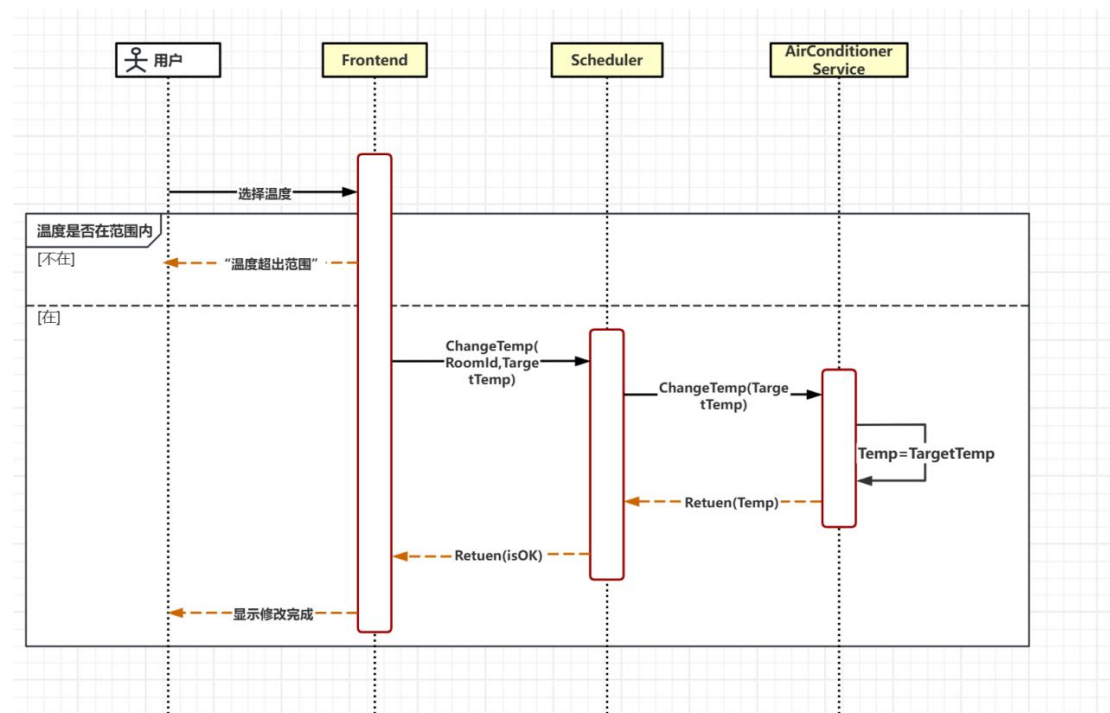 用户
Frontend
Scheduler
AirConditioner
Service
选择温度
温度是否在范围内
[不在]
“温度超出范围”
[在]
ChangeTemp(
RoomId,Targe
tTemp)
ChangeTemp(Targe
tTemp)
Temp=TargetTemp
Retuen(Temp)
Retuen(isOK)
显示修改完成